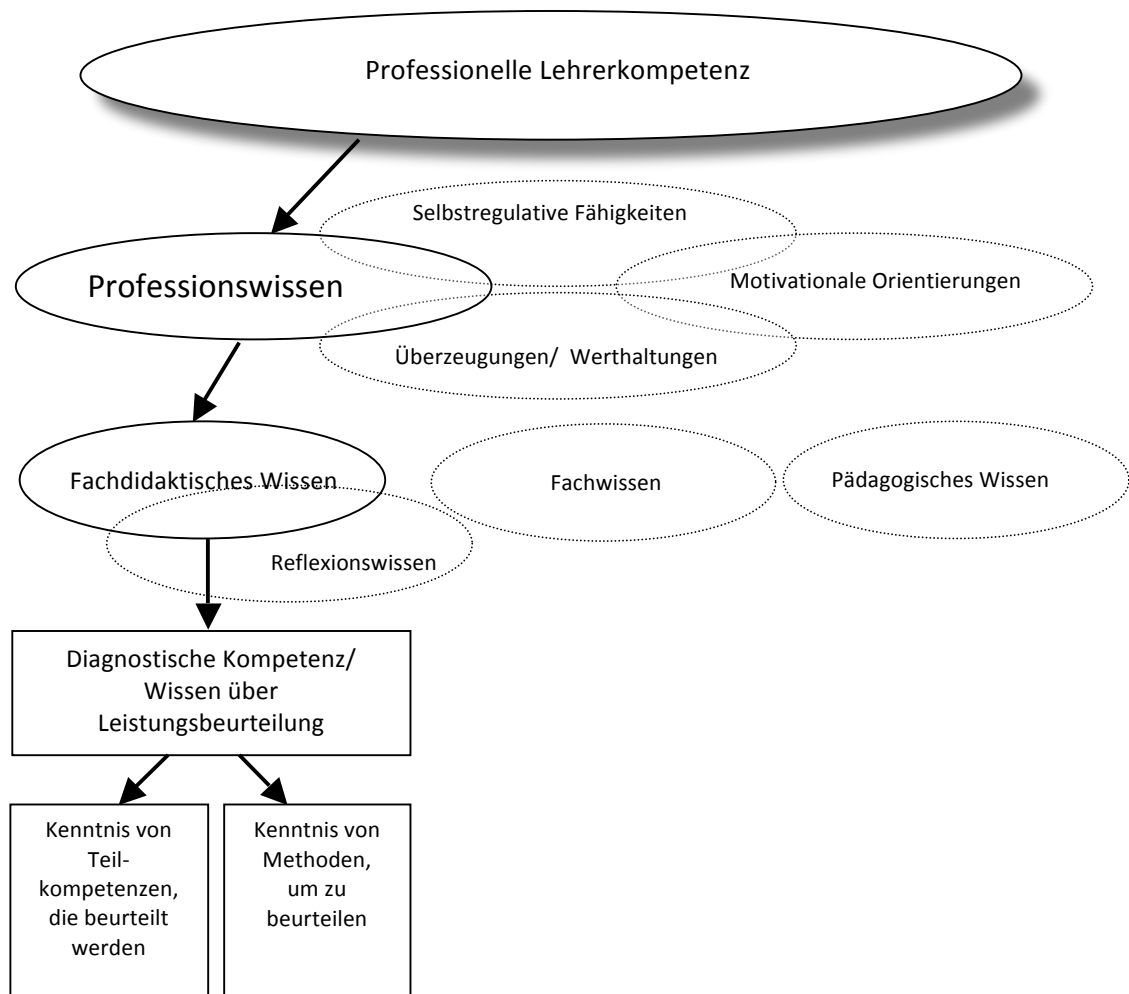 Professionelle Lehrerkompetenz
Selbstregulative Fähigkeiten
Professionswissen
Motivationale Orientierungen
Überzeugungen/ Werthaltungen
Fachdidaktisches Wissen
Fachwissen
Pädagogisches Wissen
Reflexionswissen
Diagnostische Kompetenz/
Wissen über
Leistungsbeurteilung
Kenntnis von
Teil-
kompetenzen,
die beurteilt
werden
Kenntnis von
Methoden,
um zu
beurteilen